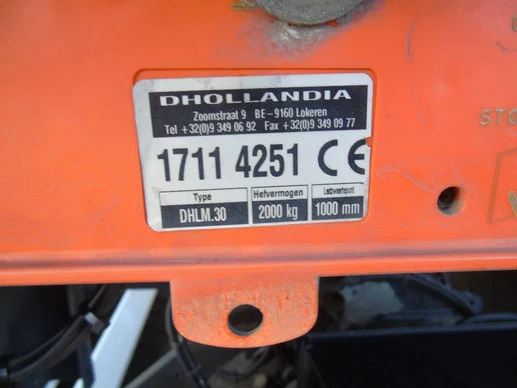 DHOLLANDIA
Zoomstraat 9 BE-9160 Lokeren
Tel +32(0)9 349 06 92 Fax +32(0)9 349 09 77
1711 4251 CE
Type Hefvermogen Lastzwaartepunt
DHLM.30 2000 kg 1000 mm
STO